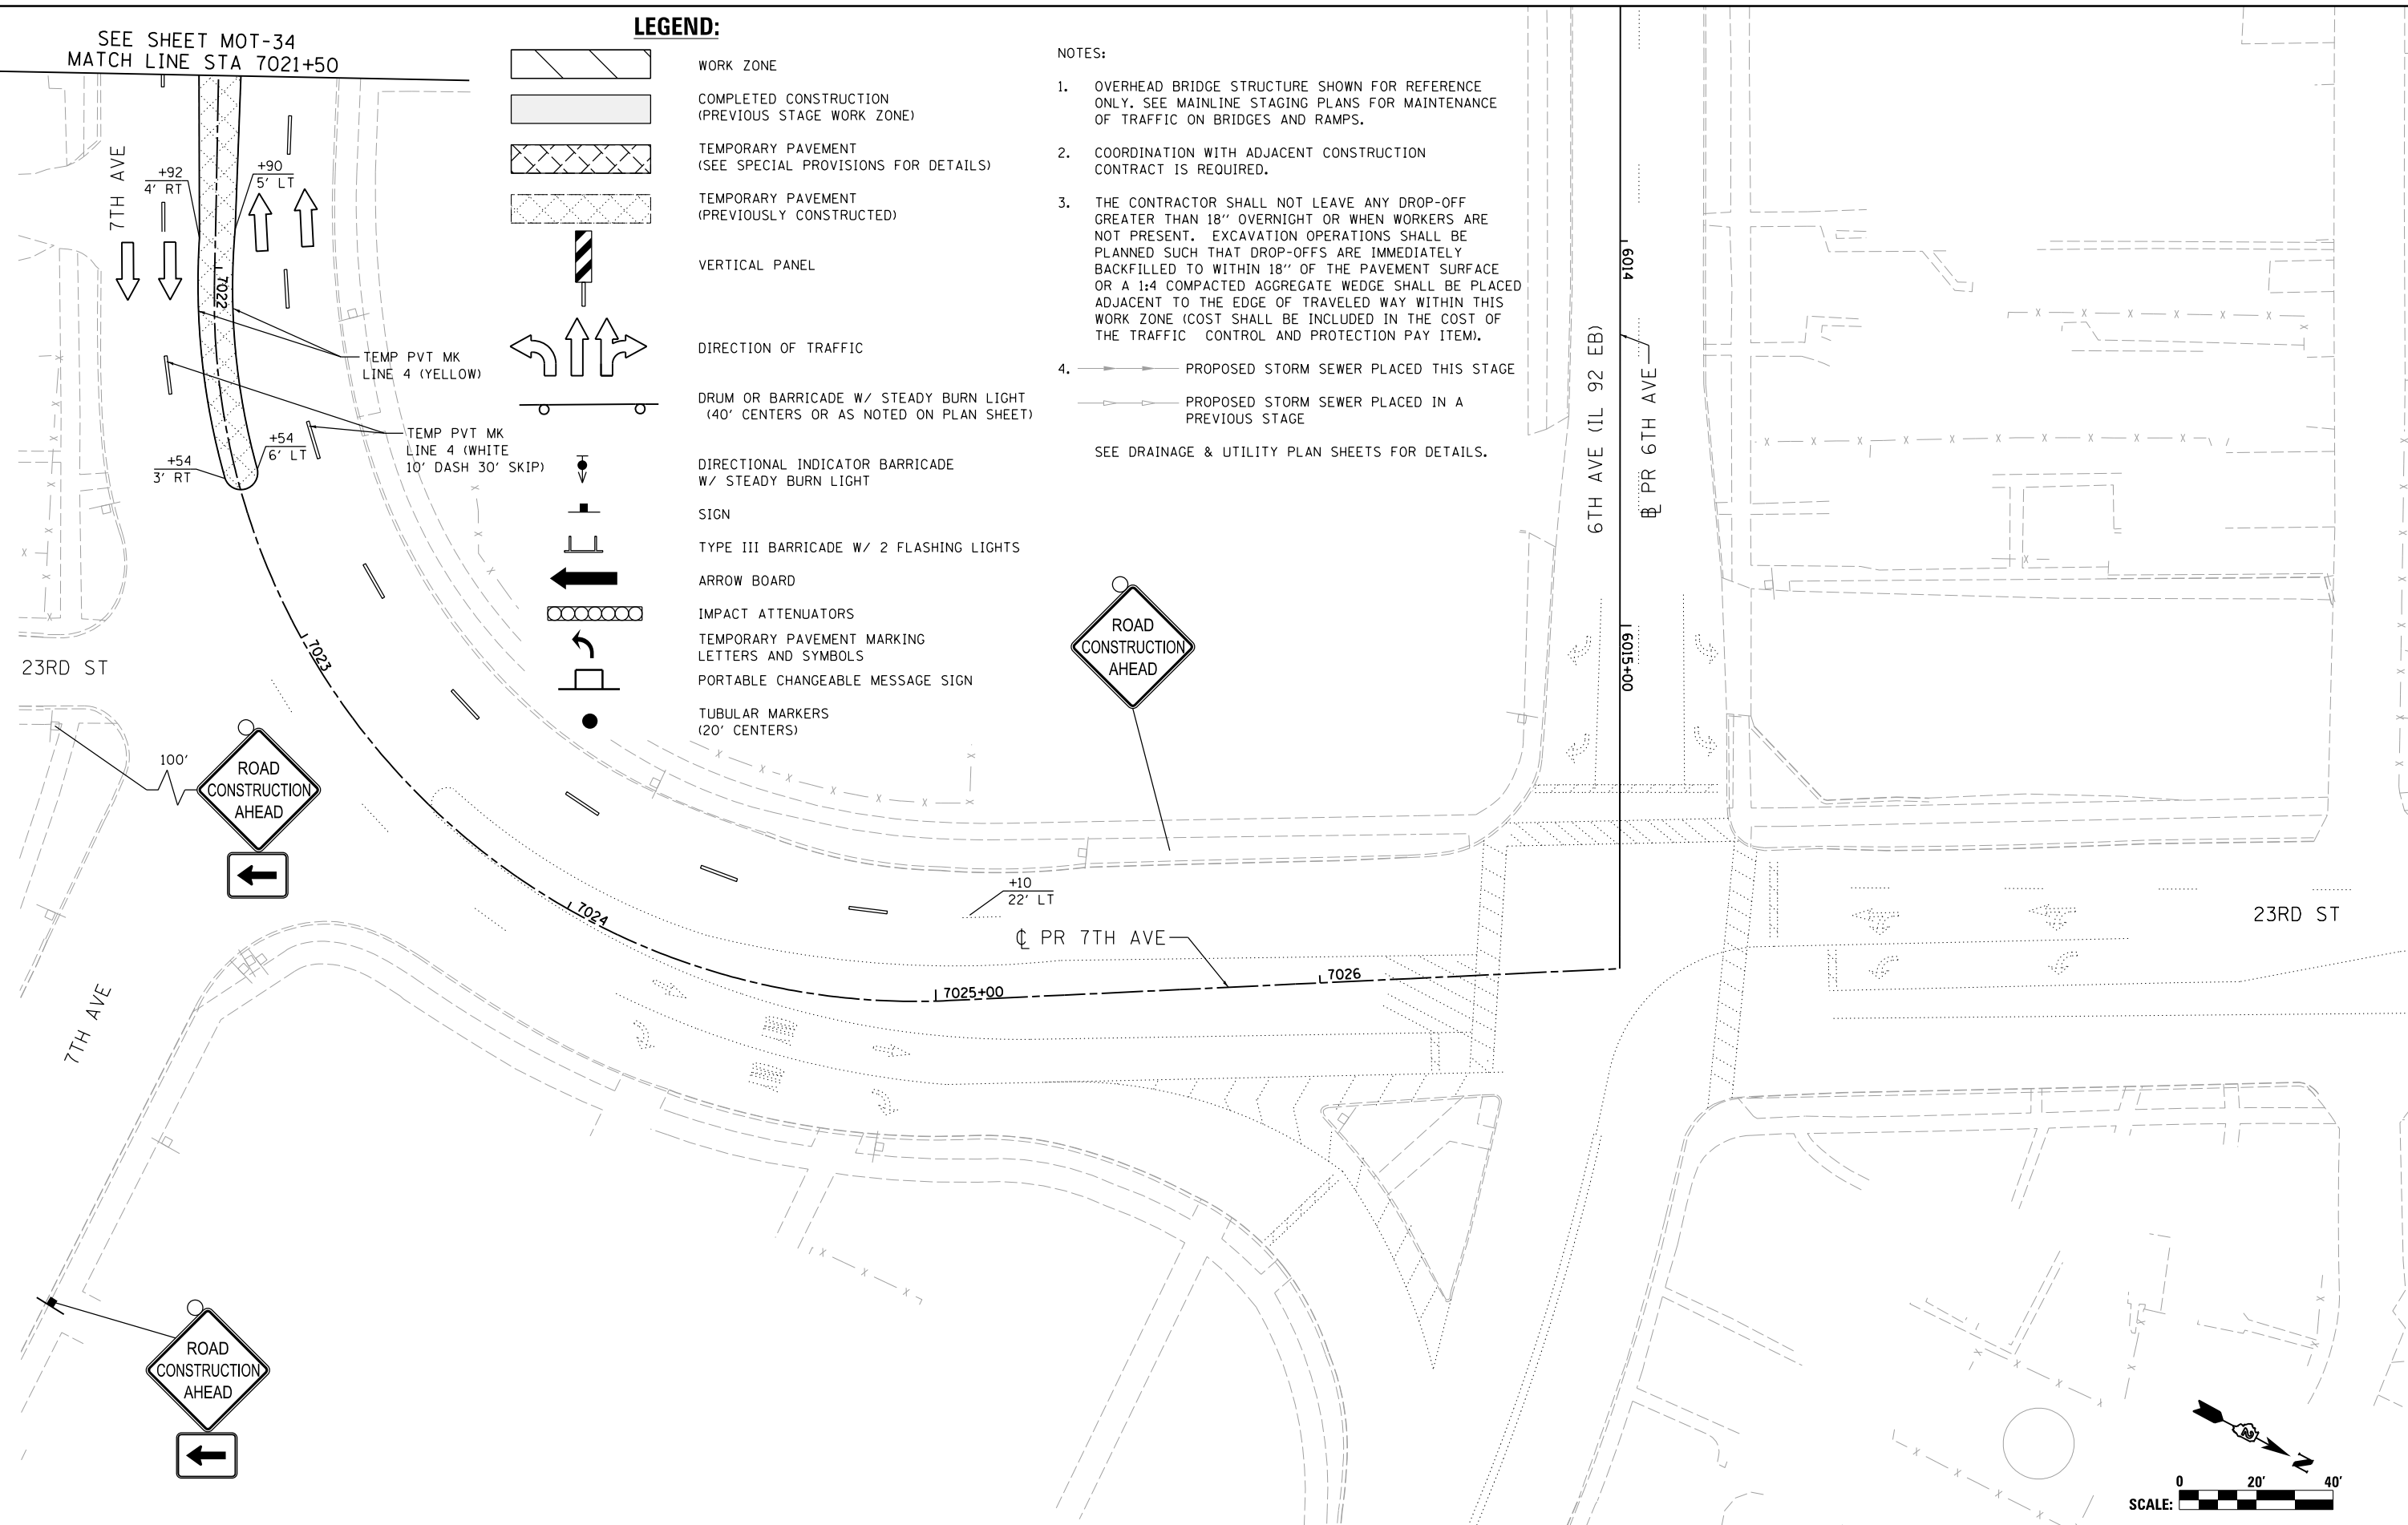 SEE SHEET MOT-34
MATCH LINE STA 7021+50
7TH AVE
+92
4' RT
+90
5' LT
7022
TEMP PVT MK
LINE 4 (YELLOW)
TEMP PVT MK
LINE 4 (WHITE
10' DASH 30' SKIP)
+54
3' RT
+54
6' LT
7023
23RD ST
100'
ROAD
CONSTRUCTION
AHEAD
7TH AVE
ROAD
CONSTRUCTION
AHEAD
LEGEND:
WORK ZONE
COMPLETED CONSTRUCTION
(PREVIOUS STAGE WORK ZONE)
TEMPORARY PAVEMENT
(SEE SPECIAL PROVISIONS FOR DETAILS)
TEMPORARY PAVEMENT
(PREVIOUSLY CONSTRUCTED)
VERTICAL PANEL
DIRECTION OF TRAFFIC
DRUM OR BARRICADE W/ STEADY BURN LIGHT
(40' CENTERS OR AS NOTED ON PLAN SHEET)
DIRECTIONAL INDICATOR BARRICADE
W/ STEADY BURN LIGHT
SIGN
TYPE III BARRICADE W/ 2 FLASHING LIGHTS
ARROW BOARD
IMPACT ATTENUATORS
TEMPORARY PAVEMENT MARKING
LETTERS AND SYMBOLS
PORTABLE CHANGEABLE MESSAGE SIGN
TUBULAR MARKERS
(20' CENTERS)
NOTES:
1. OVERHEAD BRIDGE STRUCTURE SHOWN FOR REFERENCE
ONLY. SEE MAINLINE STAGING PLANS FOR MAINTENANCE
OF TRAFFIC ON BRIDGES AND RAMPS.
2. COORDINATION WITH ADJACENT CONSTRUCTION
CONTRACT IS REQUIRED.
3. THE CONTRACTOR SHALL NOT LEAVE ANY DROP-OFF
GREATER THAN 18'' OVERNIGHT OR WHEN WORKERS ARE
NOT PRESENT. EXCAVATION OPERATIONS SHALL BE
PLANNED SUCH THAT DROP-OFFS ARE IMMEDIATELY
BACKFILLED TO WITHIN 18'' OF THE PAVEMENT SURFACE
OR A 1:4 COMPACTED AGGREGATE WEDGE SHALL BE PLACED
ADJACENT TO THE EDGE OF TRAVELED WAY WITHIN THIS
WORK ZONE (COST SHALL BE INCLUDED IN THE COST OF
THE TRAFFIC CONTROL AND PROTECTION PAY ITEM).
4. PROPOSED STORM SEWER PLACED THIS STAGE
PROPOSED STORM SEWER PLACED IN A
PREVIOUS STAGE
SEE DRAINAGE & UTILITY PLAN SHEETS FOR DETAILS.
ROAD
CONSTRUCTION
AHEAD
6TH AVE (IL 92 EB)
6014
℄ PR 6TH AVE
6015+00
+10
22' LT
℄ PR 7TH AVE
7024
7025+00
7026
23RD ST
2
N
SCALE:
0 20' 40'